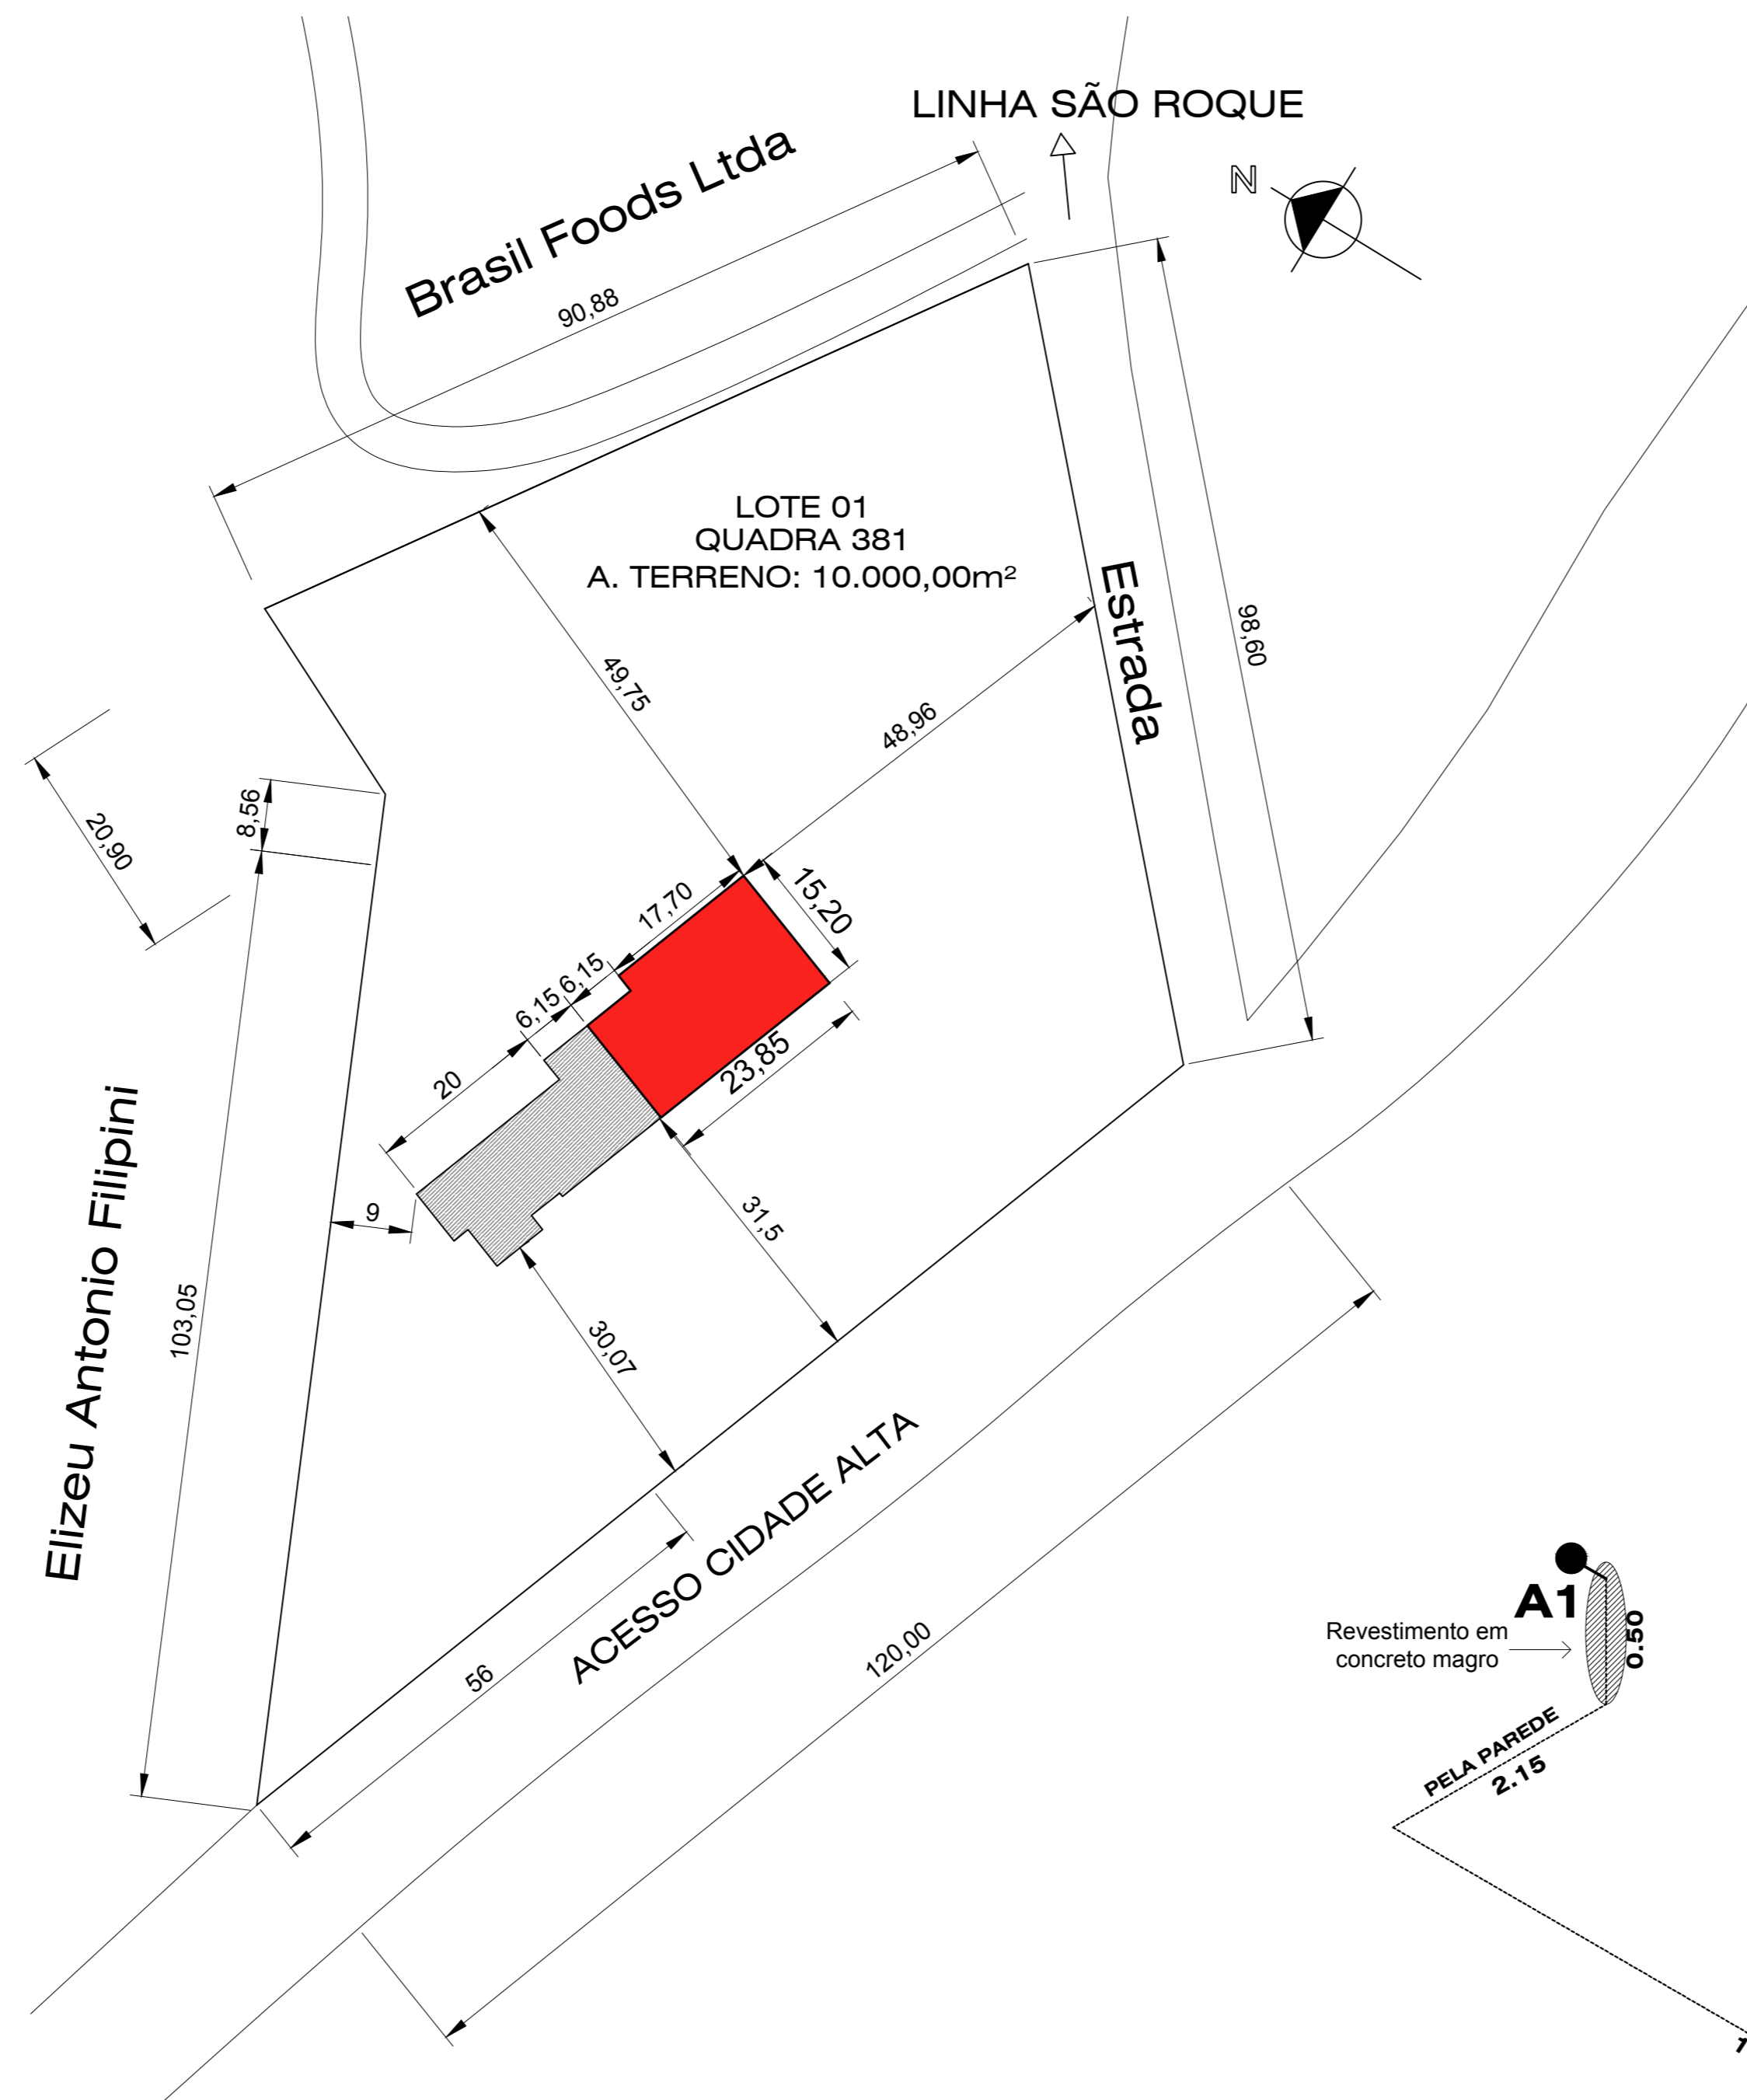 LINHA SÃO ROQUE
N
Brasil Foods Ltda
90,88
LOTE 01
QUADRA 381
A. TERRENO: 10.000,00m²
Estrada
98,60
49,75
48,96
20,90
8,56
17,70
15,20
6,15
6,15
20
23,85
9
31,5
30,07
Elizeu Antonio Filipini
103,05
ACESSO CIDADE ALTA
56
120,00
A1
Revestimento em
concreto magro
0.50
PELA PAREDE
2.15